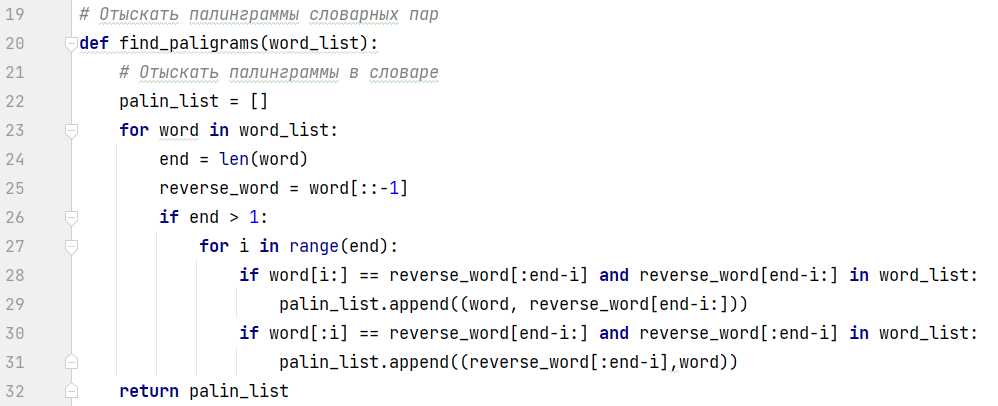 19 # Отыскать палинграммы словарных пар
20 def find_paligrams(word_list):
21     # Отыскать палинграммы в словаре
22     palin_list = []
23     for word in word_list:
24         end = len(word)
25         reverse_word = word[::-1]
26         if end > 1:
27             for i in range(end):
28                 if word[i:] == reverse_word[:end-i] and reverse_word[end-i:] in word_list:
29                     palin_list.append((word, reverse_word[end-i:]))
30                 if word[:i] == reverse_word[end-i:] and reverse_word[:end-i] in word_list:
31                     palin_list.append((reverse_word[:end-i],word))
32     return palin_list